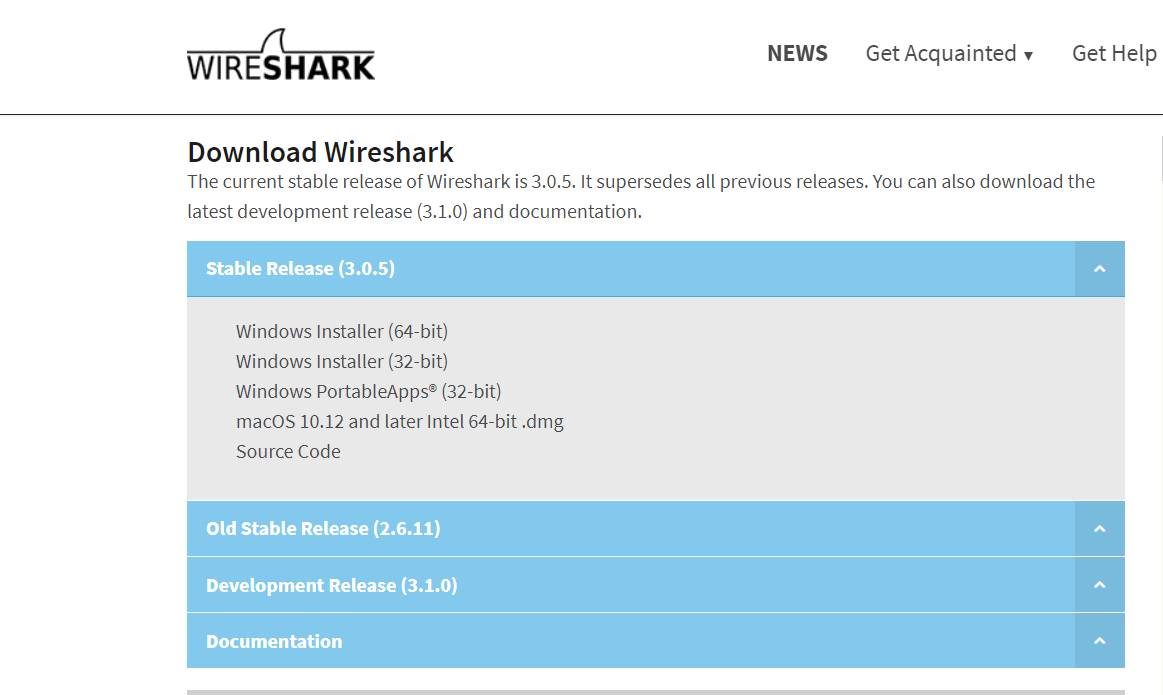 WIRESHARK
NEWS Get Acquainted ▼ Get Help
Download Wireshark
The current stable release of Wireshark is 3.0.5. It supersedes all previous releases. You can also download the
latest development release (3.1.0) and documentation.
Stable Release (3.0.5)
Windows Installer (64-bit)
Windows Installer (32-bit)
Windows PortableApps® (32-bit)
macOS 10.12 and later Intel 64-bit .dmg
Source Code
Old Stable Release (2.6.11)
Development Release (3.1.0)
Documentation